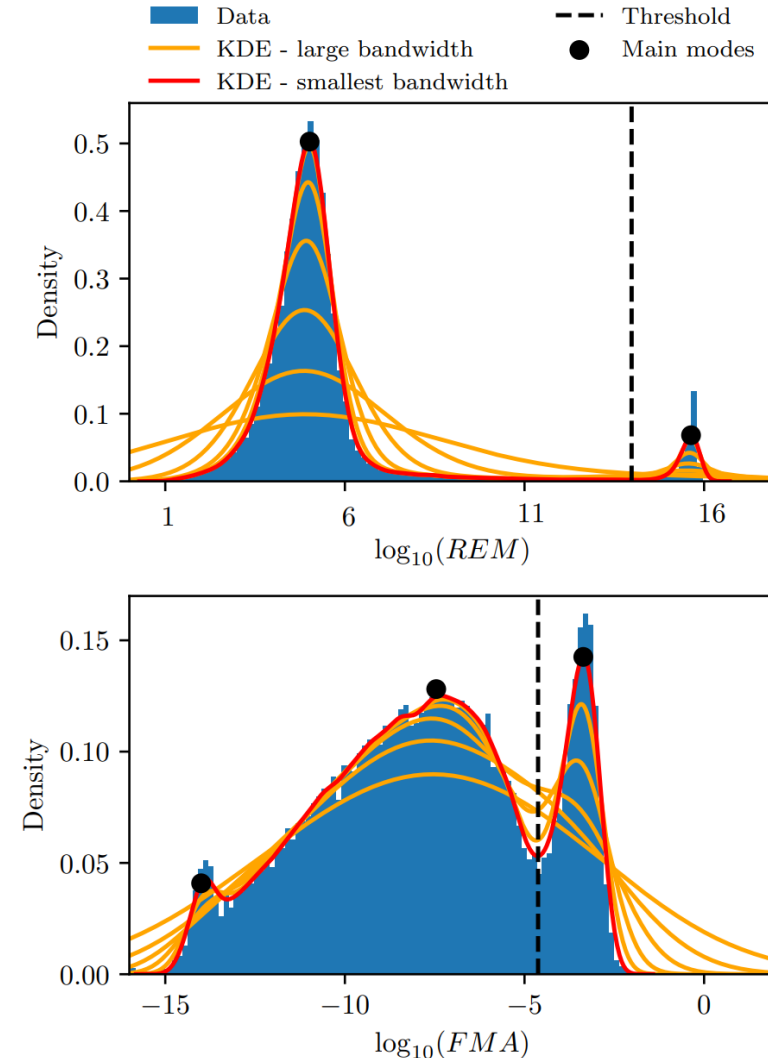 Data
KDE - large bandwidth
KDE - smallest bandwidth
Threshold
Main modes
0.5
0.4
0.3
0.2
0.1
0.0
Density
1 6 11 16
log10(REM)
0.15
0.10
0.05
0.00
Density
−15 −10 −5 0
log10(FMA)